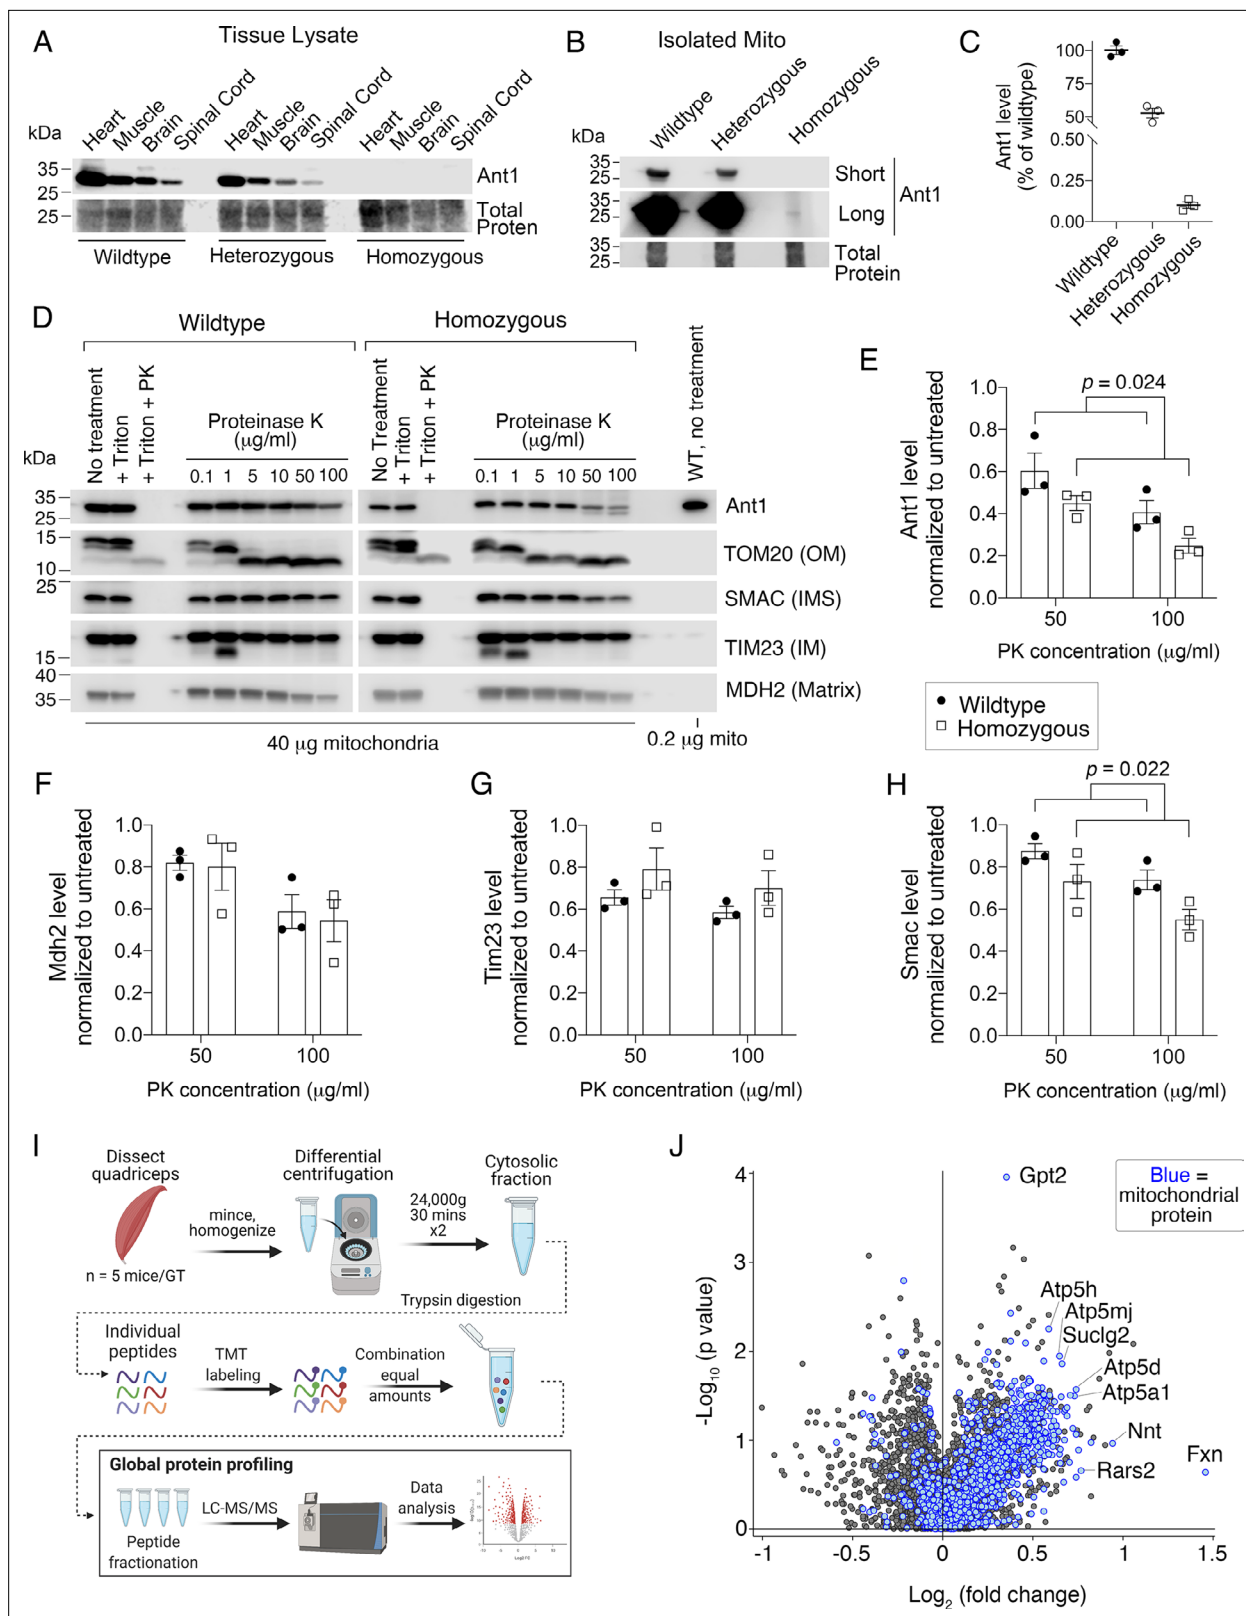 A
Tissue Lysate
kDa
Heart
Muscle
Brain
Spinal Cord
Heart
Muscle
Brain
Spinal Cord
Heart
Muscle
Brain
Spinal Cord
35
25
Ant1
25
Total
Proten
Wildtype
Heterozygous
Homozygous
B
Isolated Mito
kDa
Wildtype
Heterozygous
Homozygous
35
25
Short
35
25
Long
Ant1
35
25
Total
Protein
C
Ant1 level
(% of wildtype)
100
75
50
0.50
0.25
0.00
Wildtype
Heterozygous
Homozygous
D
Wildtype
Homozygous
No treatment
+ Triton
+ Triton + PK
Proteinase K
(μg/ml)
0.1 1 5 10 50 100
No Treatment
+ Triton
+ Triton + PK
Proteinase K
(μg/ml)
0.1 1 5 10 50 100
WT, no treatment
kDa
35
25
Ant1
15
10
TOM20 (OM)
25
SMAC (IMS)
15
TIM23 (IM)
40
35
MDH2 (Matrix)
40 μg mitochondria
0.2 μg mito
E
Ant1 level
normalized to untreated
1.0
0.8
0.6
0.4
0.2
0.0
p = 0.024
50 100
PK concentration (μg/ml)
Wildtype
Homozygous
F
Mdh2 level
normalized to untreated
1.0
0.8
0.6
0.4
0.2
0.0
50 100
PK concentration (μg/ml)
G
Tim23 level
normalized to untreated
1.0
0.8
0.6
0.4
0.2
0.0
50 100
PK concentration (μg/ml)
H
Smac level
normalized to untreated
1.0
0.8
0.6
0.4
0.2
0.0
p = 0.022
50 100
PK concentration (μg/ml)
I
Dissect
quadriceps
n = 5 mice/GT
mince,
homogenize
Differential
centrifugation
24,000g
30 mins
x2
Cytosolic
fraction
Trypsin digestion
Individual
peptides
TMT
labeling
Combination
equal
amounts
Global protein profiling
Peptide
fractionation
LC-MS/MS
Data
analysis
J
-Log10 (p value)
4
3
2
1
0
Gpt2
Blue =
mitochondrial
protein
Atp5h
Atp5mj
Suclg2
Atp5d
Atp5a1
Nnt
Fxn
Rars2
-1 -0.5 0 0.5 1 1.5
Log2 (fold change)